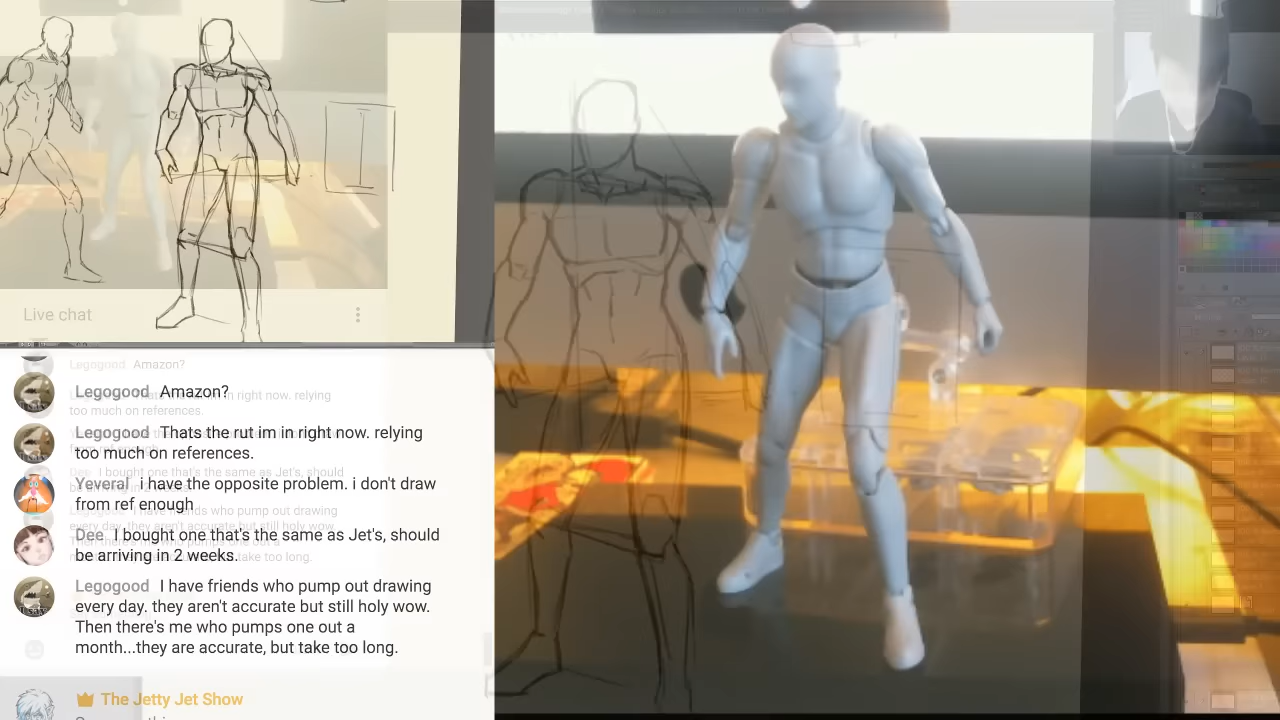 Live chat
Legogood Amazon?
Legogood Amazon?
Legogood Thats the rut im in right now. relying
too much on references.
Yeveral i have the opposite problem. i don't draw
from ref enough
Dee I bought one that's the same as Jet's, should
be arriving in 2 weeks.
Legogood I have friends who pump out drawing
every day. they aren't accurate but still holy wow.
Then there's me who pumps one out a
month...they are accurate, but take too long.
The Jetty Jet Show